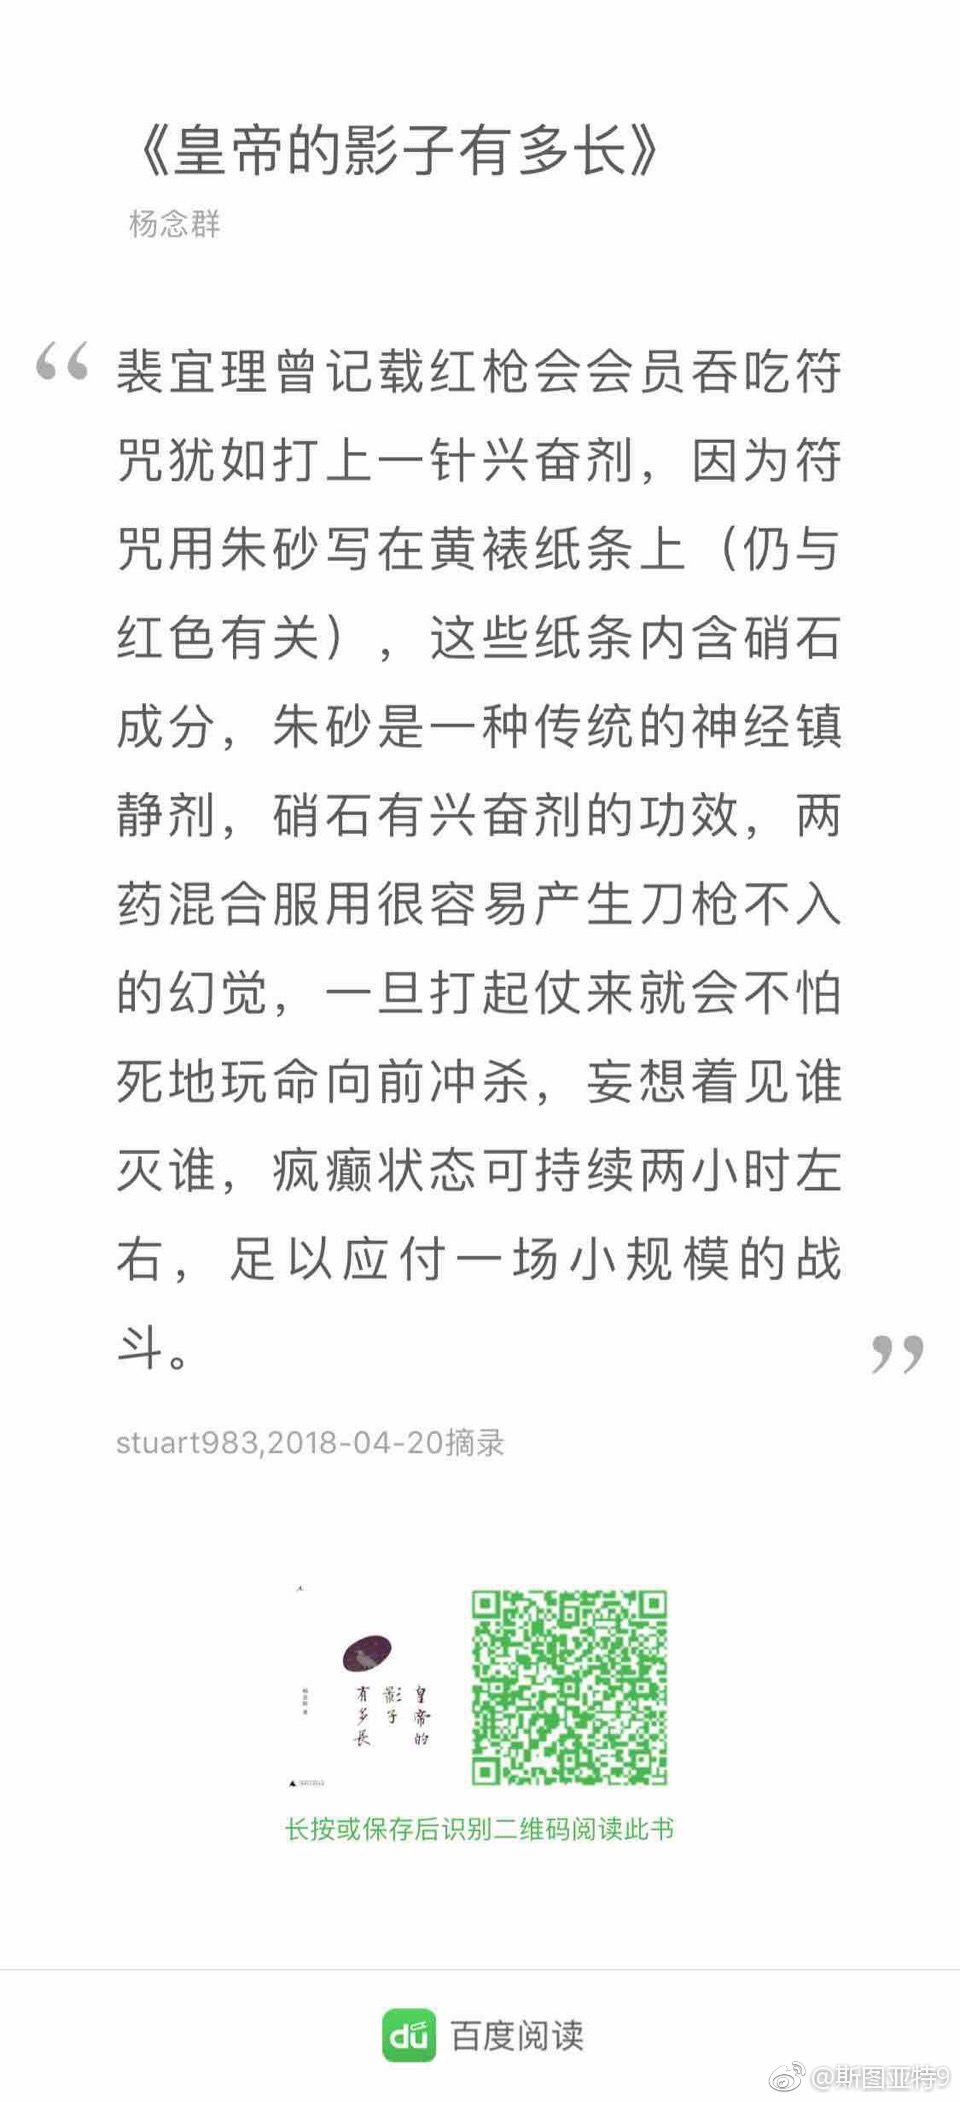 《皇帝的影子有多长》
杨念群
“裴宜理曾记载红枪会会员吞吃符
咒犹如打上一针兴奋剂，因为符
咒用朱砂写在黄裱纸条上（仍与
红色有关），这些纸条内含硝石
成分，朱砂是一种传统的神经镇
静剂，硝石有兴奋剂的功效，两
药混合服用很容易产生刀枪不入
的幻觉，一旦打起仗来就会不怕
死地玩命向前冲杀，妄想着见谁
灭谁，疯癫状态可持续两小时左
右，足以应付一场小规模的战
斗。”
stuart983,2018-04-20摘录
皇帝的
影子
有多長
长按或保存后识别二维码阅读此书
du 百度阅读
@斯图亚特9